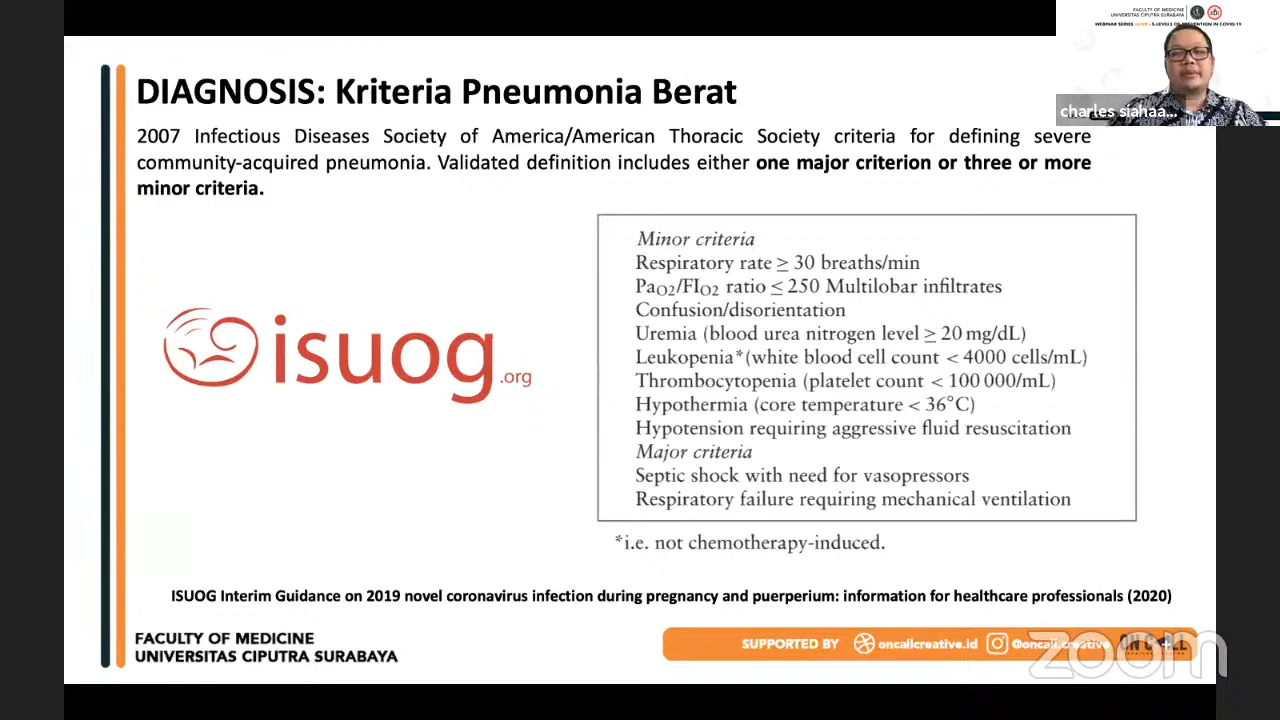 FACULTY OF MEDICINE
UNIVERSITAS CIPUTRA SURABAYA
charles siahaa...
DIAGNOSIS: Kriteria Pneumonia Berat
2007 Infectious Diseases Society of America/American Thoracic Society criteria for defining severe
community-acquired pneumonia. Validated definition includes either one major criterion or three or more
minor criteria.
isuog.org
Minor criteria
Respiratory rate ≥ 30 breaths/min
PaO2/FIO2 ratio ≤ 250 Multilobar infiltrates
Confusion/disorientation
Uremia (blood urea nitrogen level ≥ 20 mg/dL)
Leukopenia* (white blood cell count < 4000 cells/mL)
Thrombocytopenia (platelet count < 100 000/mL)
Hypothermia (core temperature < 36°C)
Hypotension requiring aggressive fluid resuscitation
Major criteria
Septic shock with need for vasopressors
Respiratory failure requiring mechanical ventilation
*i.e. not chemotherapy-induced.
ISUOG Interim Guidance on 2019 novel coronavirus infection during pregnancy and puerperium: information for healthcare professionals (2020)
FACULTY OF MEDICINE
UNIVERSITAS CIPUTRA SURABAYA
SUPPORTED BY oncallcreative.id @oncall.creative
zoom